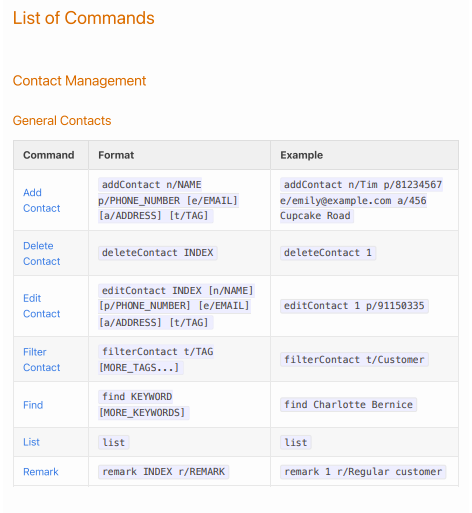 List of Commands
Contact Management
General Contacts
Command Format Example
Add Contact addContact n/NAME p/PHONE_NUMBER [e/EMAIL] [a/ADDRESS] [t/TAG] addContact n/Tim p/81234567 e/emily@example.com a/456 Cupcake Road
Delete Contact deleteContact INDEX deleteContact 1
Edit Contact editContact INDEX [n/NAME] [p/PHONE_NUMBER] [e/EMAIL] [a/ADDRESS] [t/TAG] editContact 1 p/91150335
Filter Contact filterContact t/TAG [MORE_TAGS...] filterContact t/Customer
Find find KEYWORD [MORE_KEYWORDS] find Charlotte Bernice
List list list
Remark remark INDEX r/REMARK remark 1 r/Regular customer